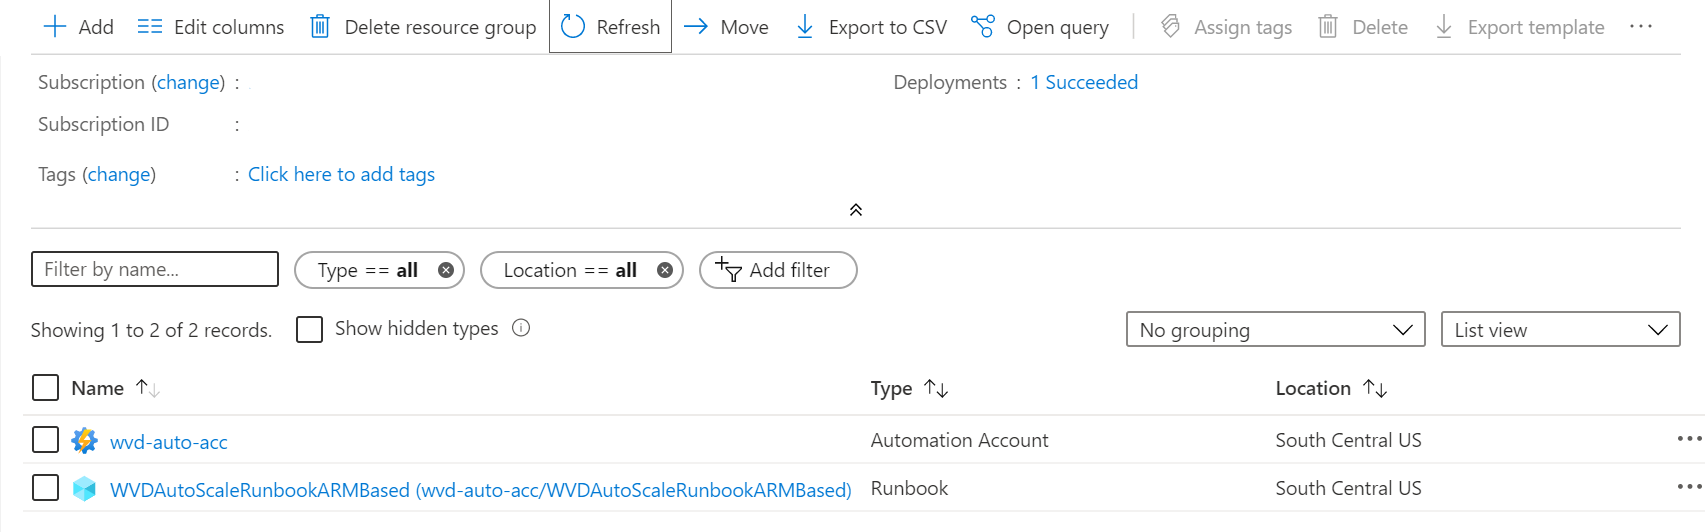 Add Edit columns Delete resource group Refresh Move Export to CSV Open query Assign tags Delete Export template ...
Subscription (change) : Deployments : 1 Succeeded
Subscription ID :
Tags (change) : Click here to add tags
Filter by name... Type == all Location == all Add filter
Showing 1 to 2 of 2 records. Show hidden types No grouping List view
Name Type Location
wvd-auto-acc Automation Account South Central US ...
WVDAutoScaleRunbookARMBased (wvd-auto-acc/WVDAutoScaleRunbookARMBased) Runbook South Central US ...